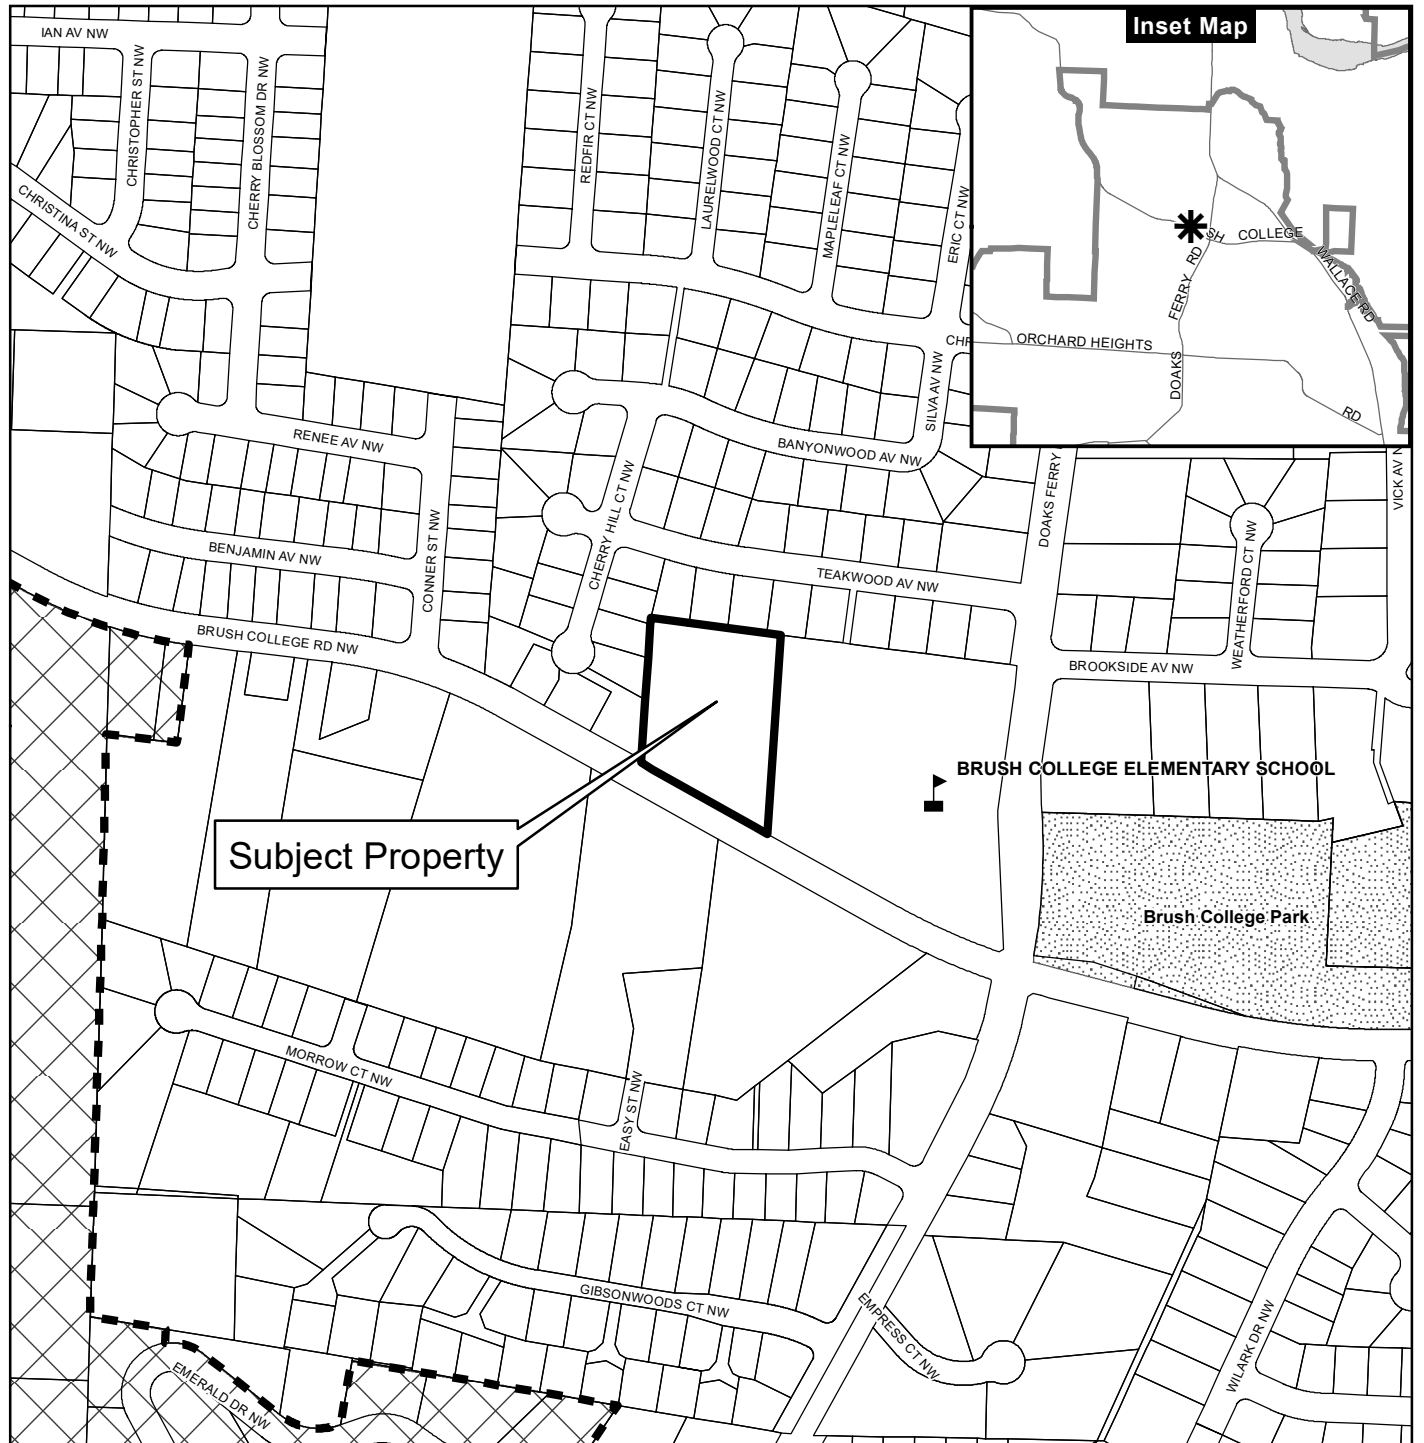 Inset Map
SH COLLEGE
WALLACE RD
FERRY RD
DOAKS
ORCHARD HEIGHTS
RD
IAN AV NW
CHRISTOPHER ST NW
CHERRY BLOSSOM DR NW
CHRISTINA ST NW
REDFIR CT NW
LAURELWOOD CT NW
MAPLELEAF CT NW
ERIC CT NW
CHR
SILVA AV NW
RENEE AV NW
BANYONWOOD AV NW
CHERRY HILL CT NW
DOAKS FERRY
VICK AV N
CONNER ST NW
BENJAMIN AV NW
TEAKWOOD AV NW
WEATHERFORD CT NW
BRUSH COLLEGE RD NW
BROOKSIDE AV NW
BRUSH COLLEGE ELEMENTARY SCHOOL
Subject Property
Brush College Park
MORROW CT NW
EASY ST NW
GIBSONWOODS CT NW
EMPRESS CT NW
WILARK DR NW
EMERALD DR NW